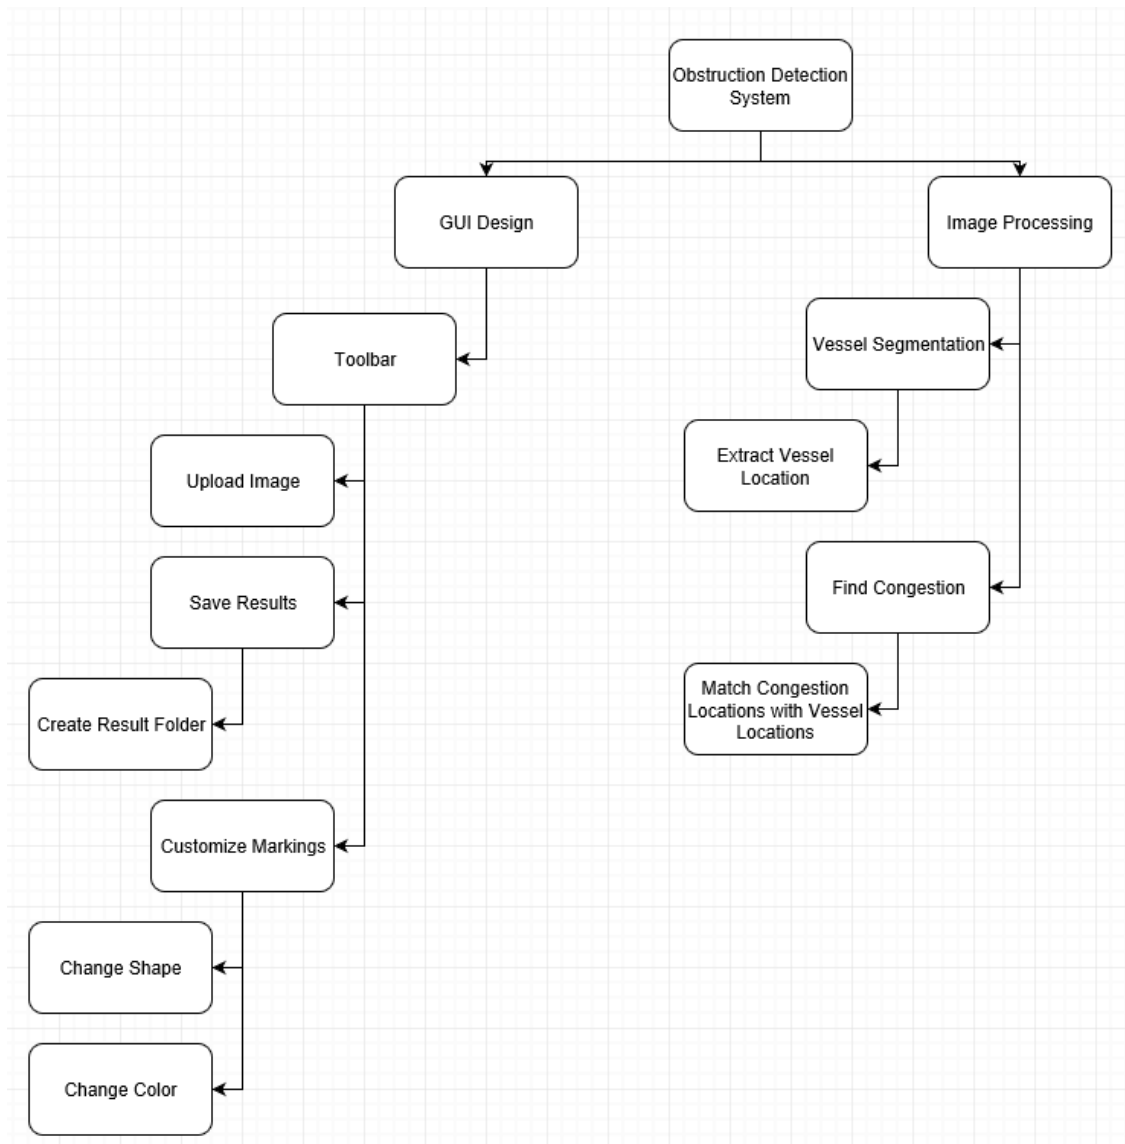 Obstruction Detection
System
GUI Design
Image Processing
Toolbar
Vessel Segmentation
Upload Image
Extract Vessel
Location
Save Results
Find Congestion
Create Result Folder
Match Congestion
Locations with Vessel
Locations
Customize Markings
Change Shape
Change Color